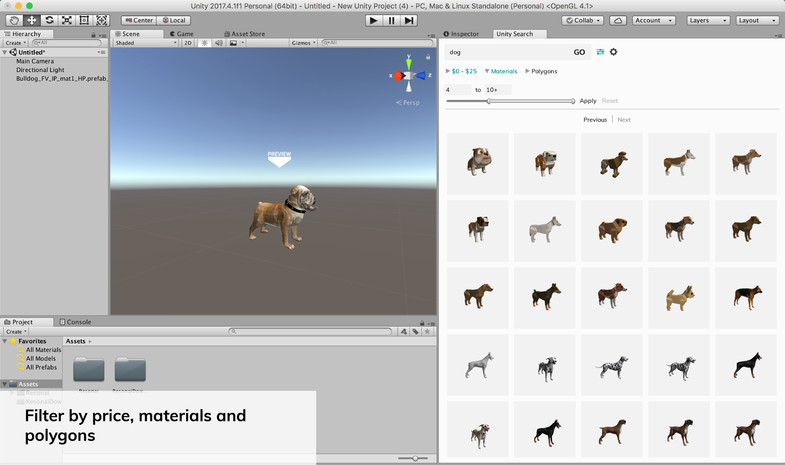 Unity 2017.4.1f1 Personal (64bit) - Untitled - New Unity Project (4) - PC, Mac & Linux Standalone (Personal) <OpenGL 4.1>
Center Local
Collab Account Layers Layout
Hierarchy
Create All
Untitled*
Main Camera
Directional Light
Bulldog_FV_IP_mat1_HP.prefab
Scene Game Asset Store
Shaded 2D Gizmos All
y
x z
Persp
PREVIEW
Inspector Unity Search
dog GO
$0 - $25 Materials Polygons
4 to 10+
Apply Reset
Previous Next
Project Console
Create
Favorites
All Materials
All Models
All Prefabs
Assets
Assets
Filter by price, materials and
polygons